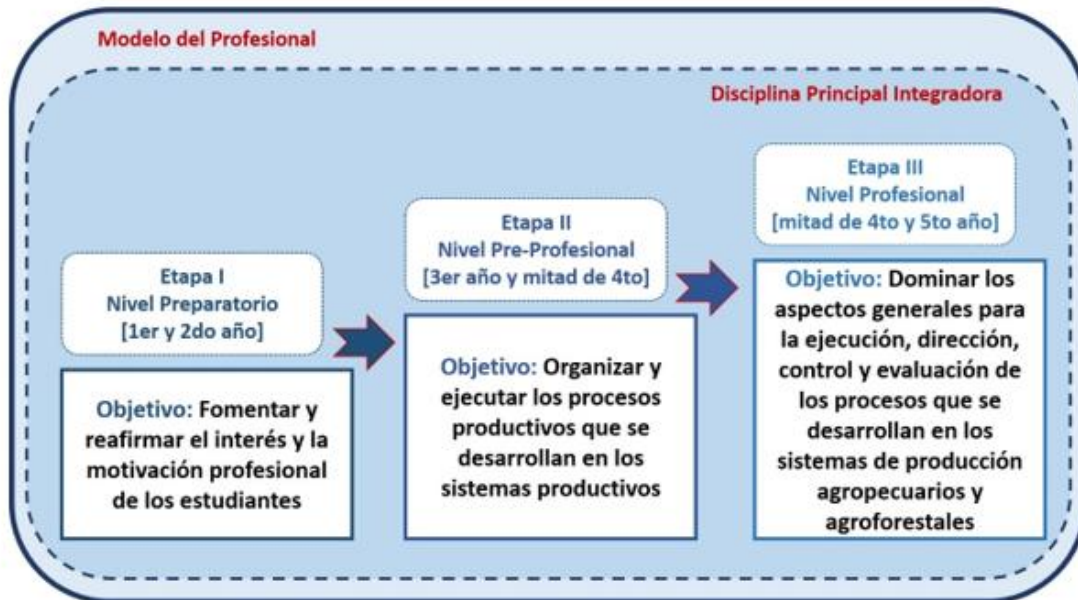 Modelo del Profesional
Disciplina Principal Integradora
Etapa I
Nivel Preparatorio
[1er y 2do año]
Objetivo: Fomentar y
reafirmar el interés y la
motivación profesional
de los estudiantes
Etapa II
Nivel Pre-Profesional
[3er año y mitad de 4to]
Objetivo: Organizar y
ejecutar los procesos
productivos que se
desarrollan en los
sistemas productivos
Etapa III
Nivel Profesional
[mitad de 4to y 5to año]
Objetivo: Dominar los
aspectos generales para
la ejecución, dirección,
control y evaluación de
los procesos que se
desarrollan en los
sistemas de producción
agropecuarios y
agroforestales